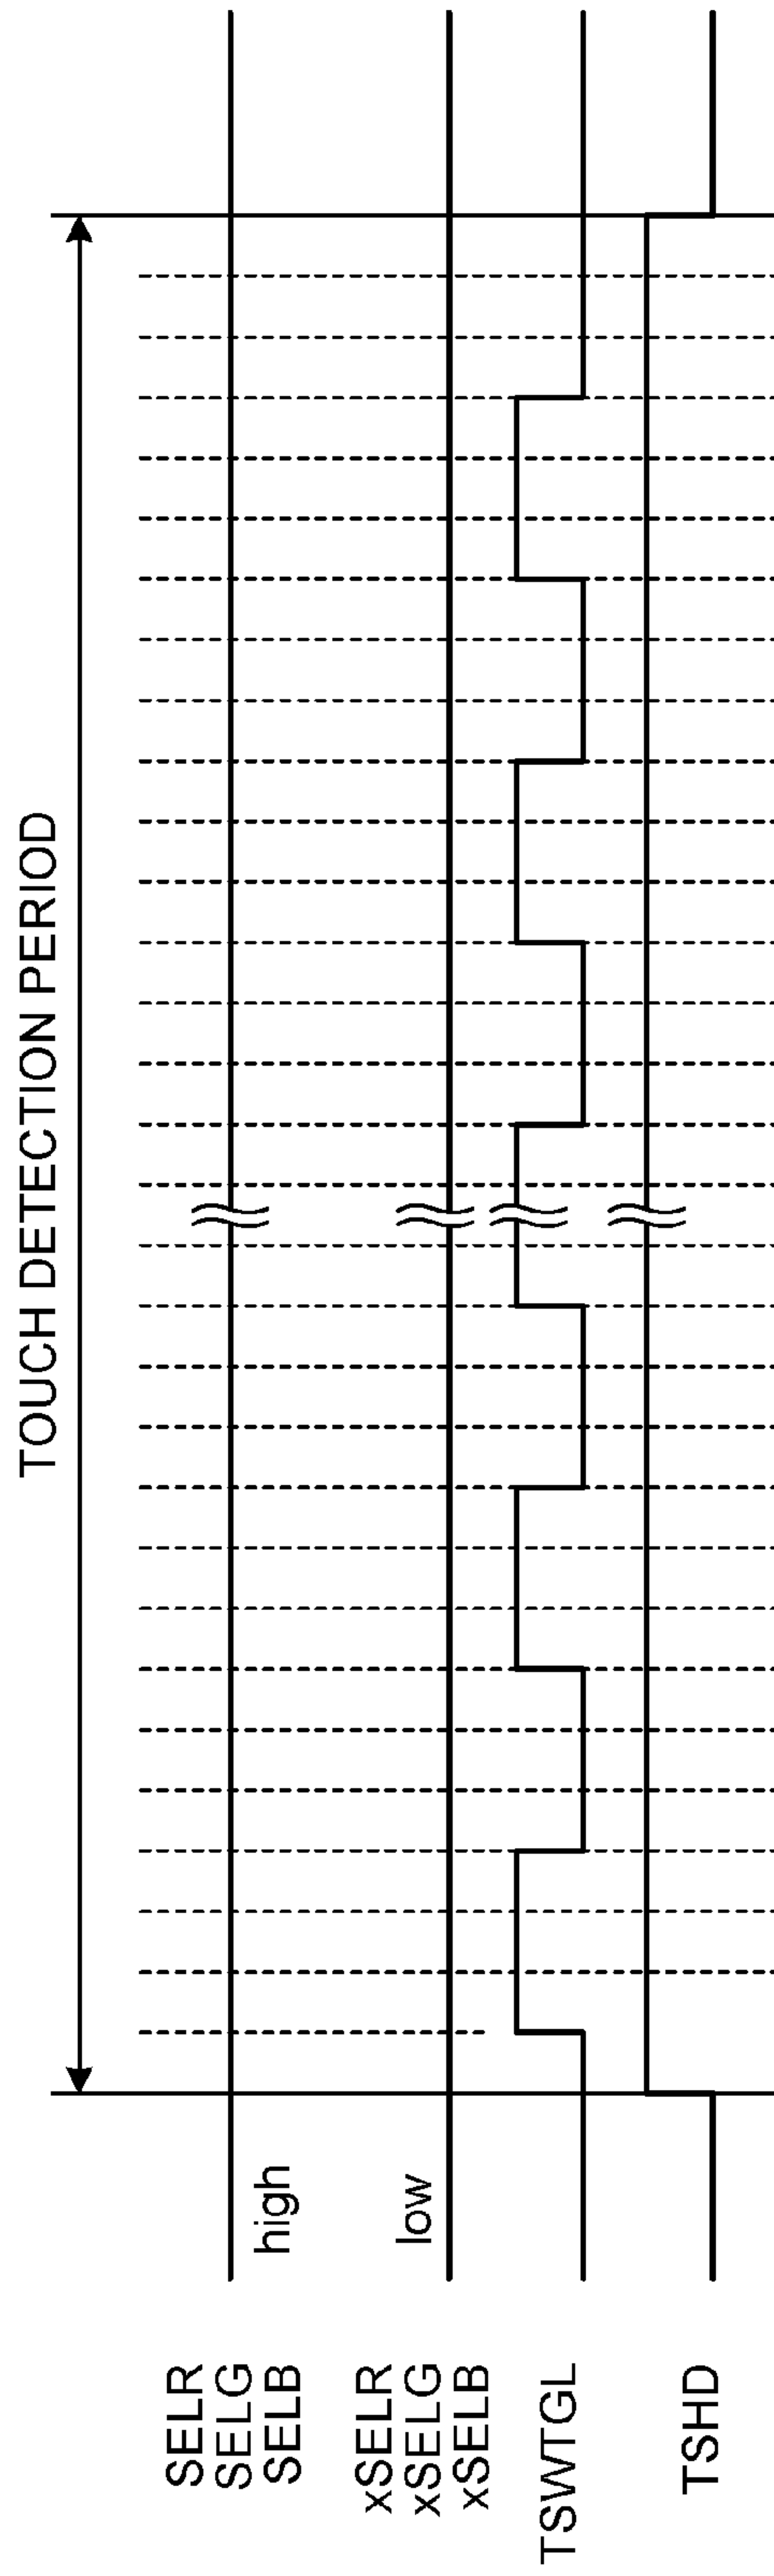 TOUCH DETECTION PERIOD
SELR
SELG
SELB
high
xSELR
xSELG
xSELB
low
TSWTGL
TSHD